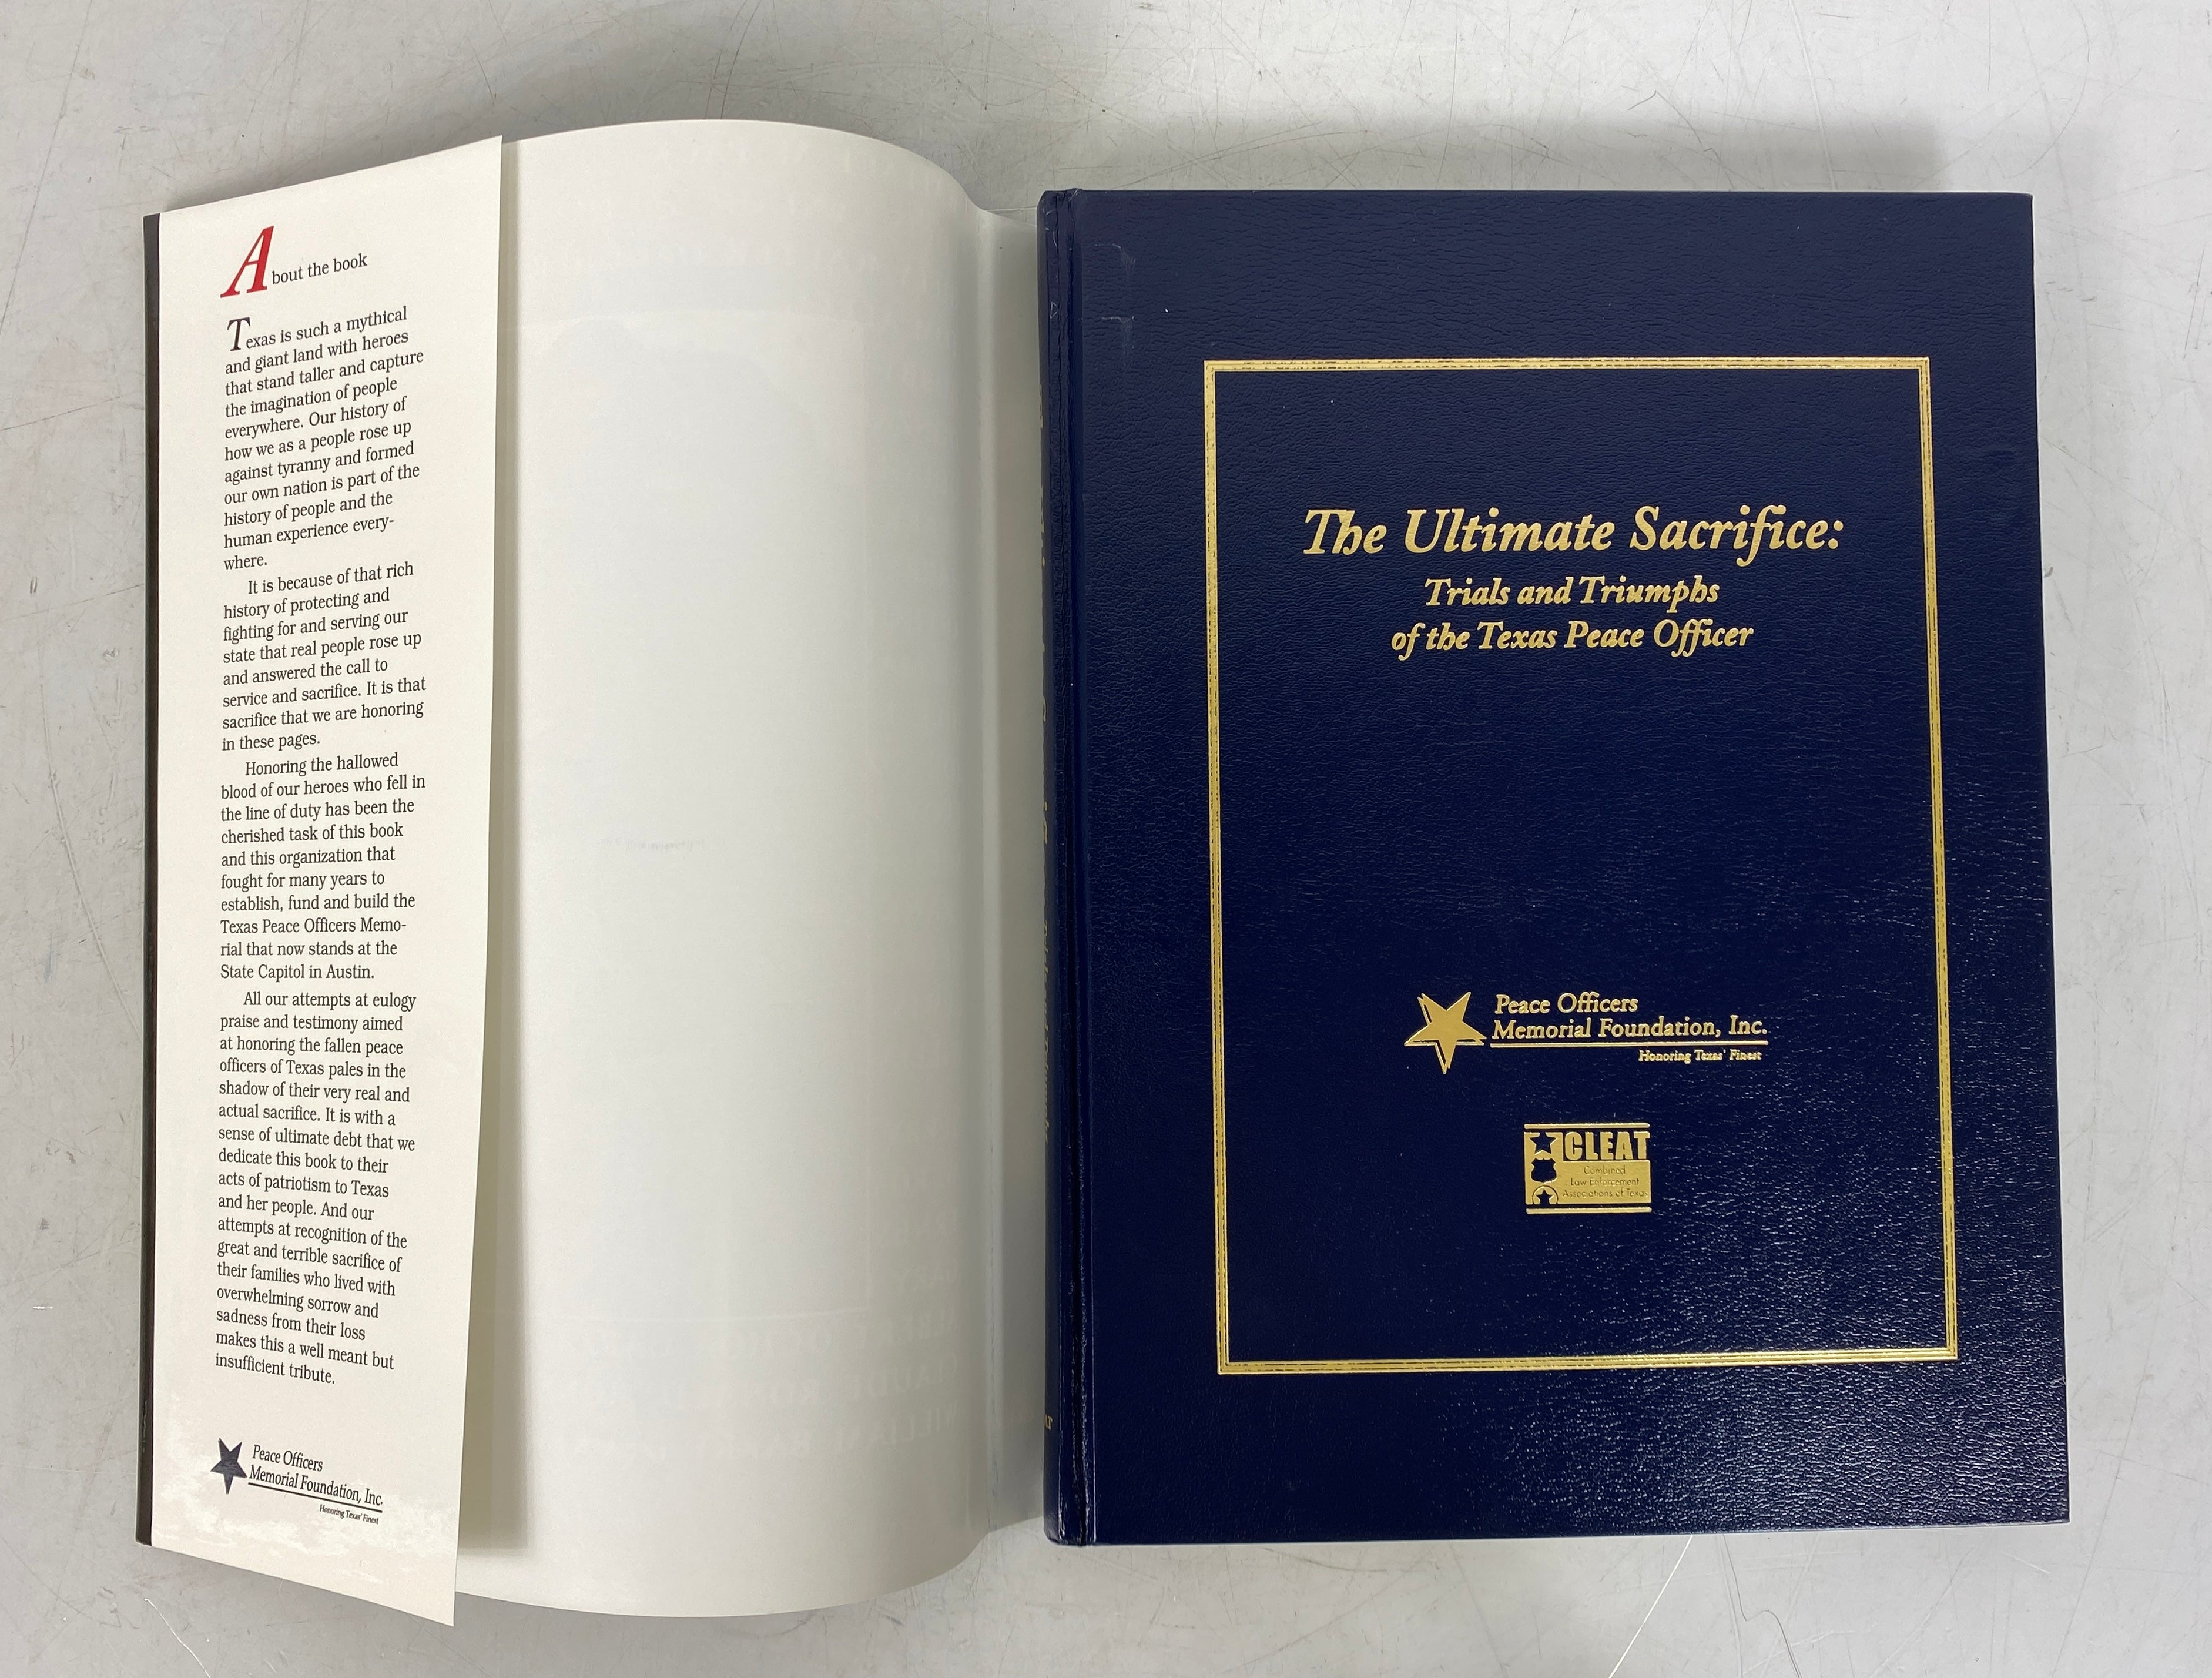 About the book
Texas is such a mythical
and giant land with heroes
that stand taller and capture
the imagination of people
everywhere. Our history of
how we as a people rose up
against tyranny and formed
our own nation is part of the
history of people and the
human experience every-
where.
It is because of that rich
history of protecting and
fighting for and serving our
state that real people rose up
and answered the call to
service and sacrifice. It is that
sacrifice that we are honoring
in these pages.
Honoring the hallowed
blood of our heroes who fell in
the line of duty has been the
cherished task of this book
and this organization that
fought for many years to
establish, fund and build the
Texas Peace Officers Memo-
rial that now stands at the
State Capitol in Austin.
All our attempts at eulogy
praise and testimony aimed
at honoring the fallen peace
officers of Texas pales in the
shadow of their very real and
actual sacrifice. It is with a
sense of ultimate debt that we
dedicate this book to their
acts of patriotism to Texas
and her people. And our
attempts at recognition of the
great and terrible sacrifice of
their families who lived with
overwhelming sorrow and
sadness from their loss
makes this a well meant but
insufficient tribute.
Peace Officers
Memorial Foundation, Inc.
Honoring Texas' Finest
The Ultimate Sacrifice:
Trials and Triumphs
of the Texas Peace Officer
Peace Officers
Memorial Foundation, Inc.
Honoring Texas' Finest
CLEAT
Combined
Law Enforcement
Associations of Texas